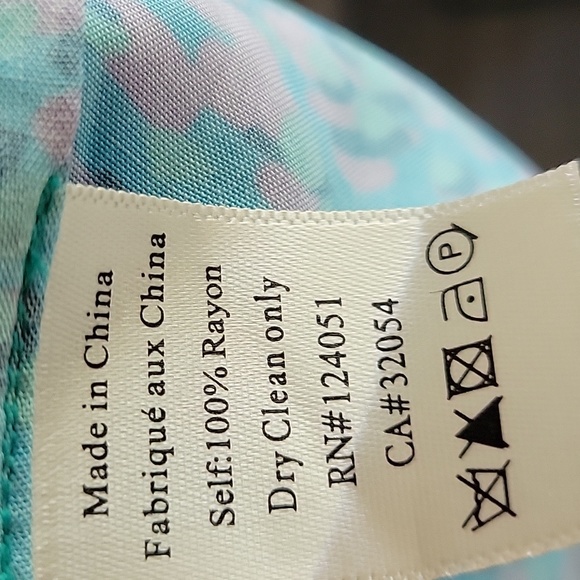 Made in China
Fabriqué aux China
Self:100% Rayon
Dry Clean only
RN#124051
CA#32054
P